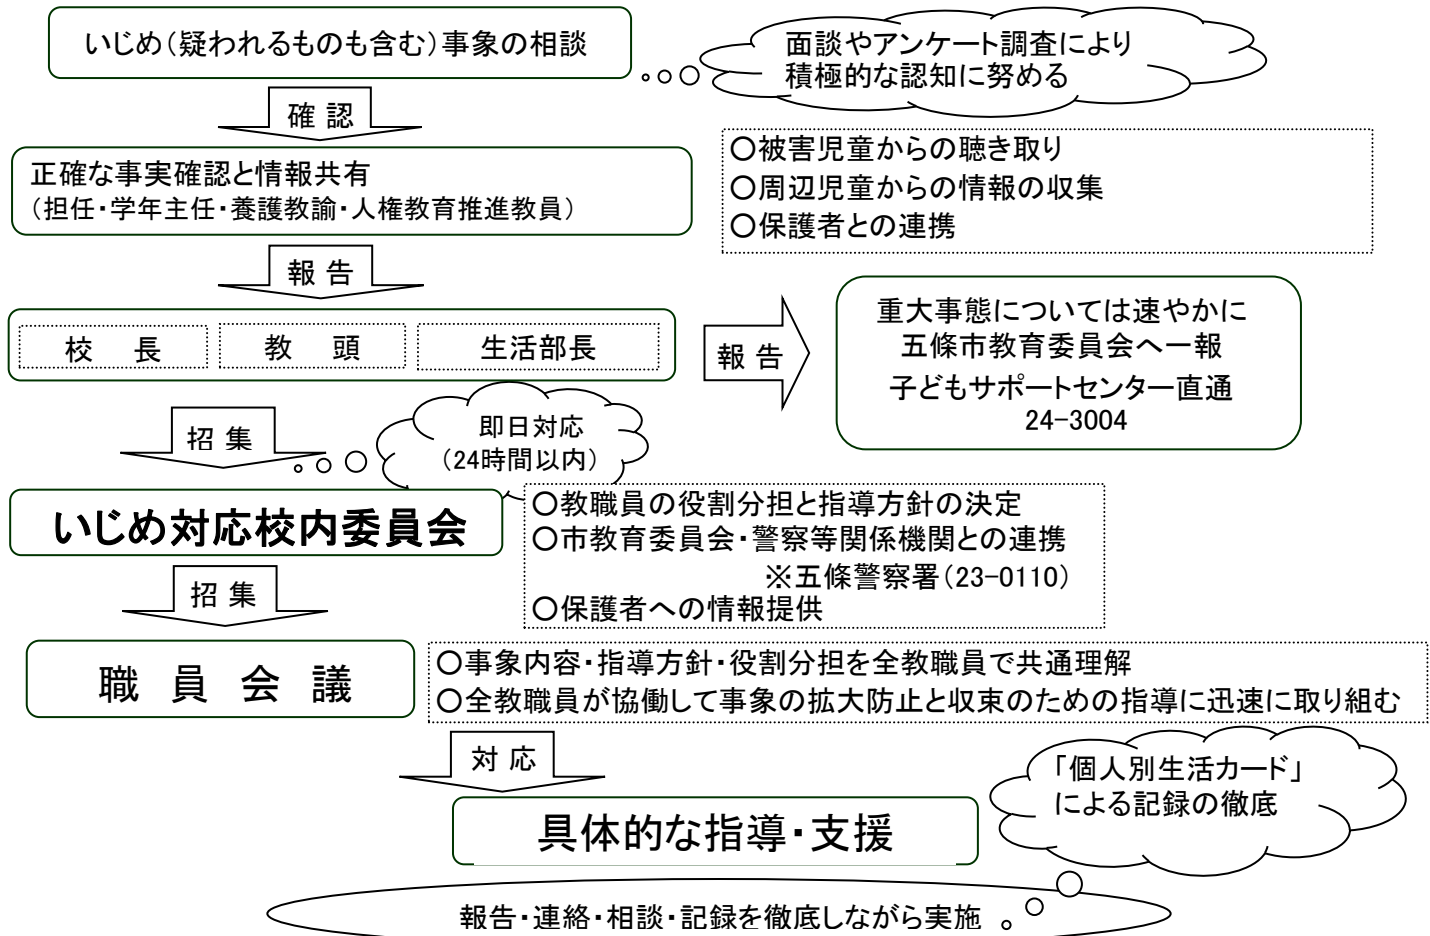 いじめ（疑われるものも含む）事象の相談
面談やアンケート調査により
積極的な認知に努める
確 認
正確な事実確認と情報共有
（担任・学年主任・養護教諭・人権教育推進教員）
○被害児童からの聴き取り
○周辺児童からの情報の収集
○保護者との連携
報 告
校　長
教　頭
生活部長
報 告
重大事態については速やかに
五條市教育委員会へ一報
子どもサポートセンター直通
24-3004
招 集
即日対応
（24時間以内）
いじめ対応校内委員会
○教職員の役割分担と指導方針の決定
○市教育委員会・警察等関係機関との連携
※五條警察署（23-0110）
○保護者への情報提供
招 集
職　員　会　議
○事象内容・指導方針・役割分担を全教職員で共通理解
○全教職員が協働して事象の拡大防止と収束のための指導に迅速に取り組む
対 応
「個人別生活カード」
による記録の徹底
具体的な指導・支援
報告・連絡・相談・記録を徹底しながら実施 。